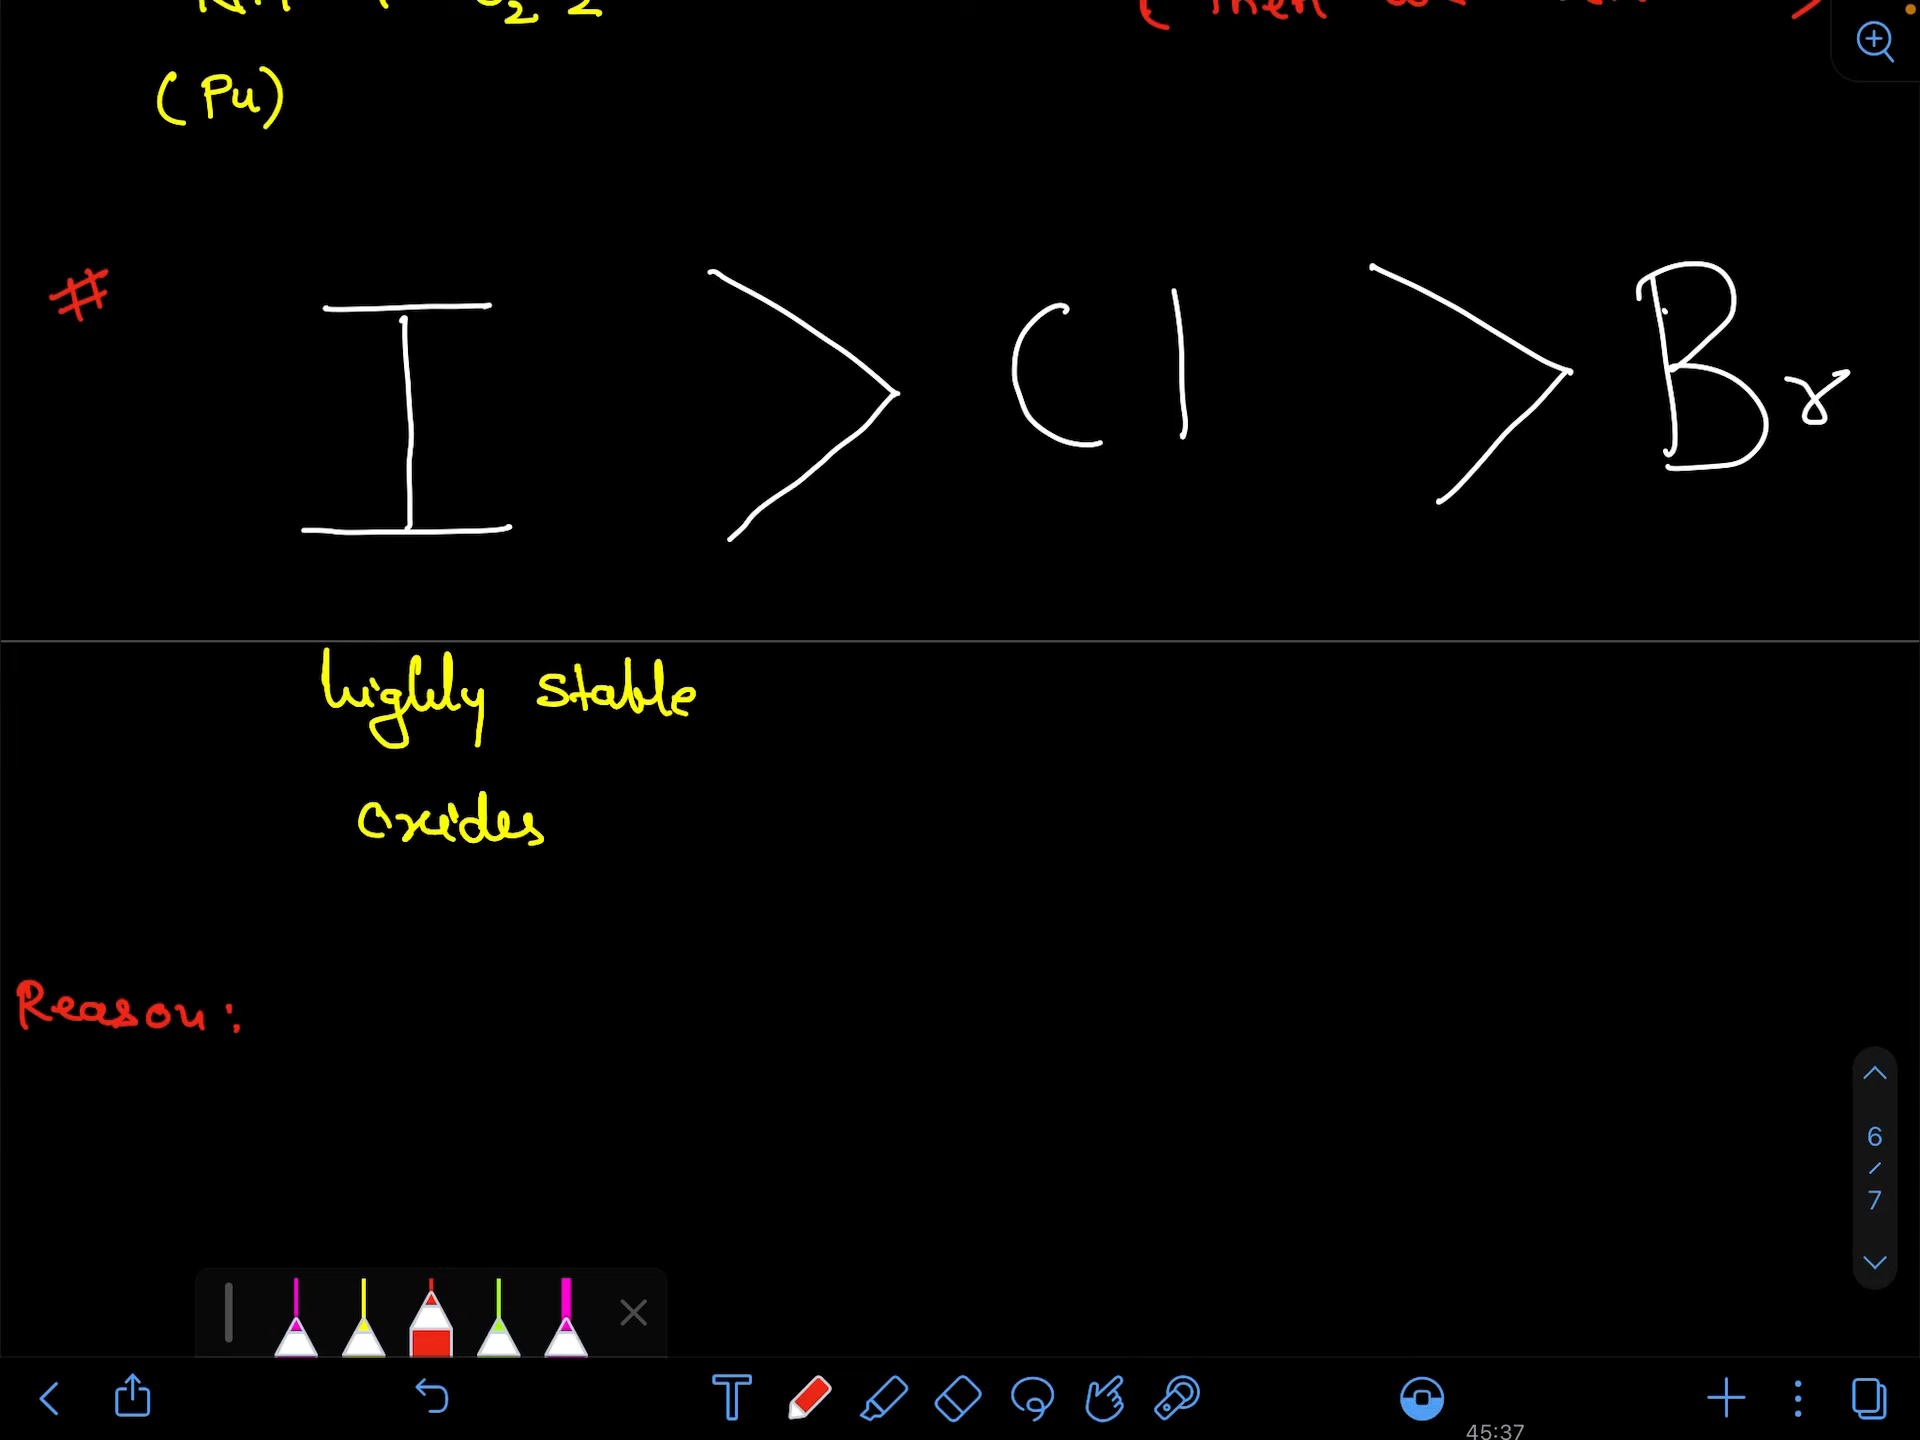 (Pu)
# I > Cl > Br
highly stable
oxides
Reason:
6
/
7
45:37